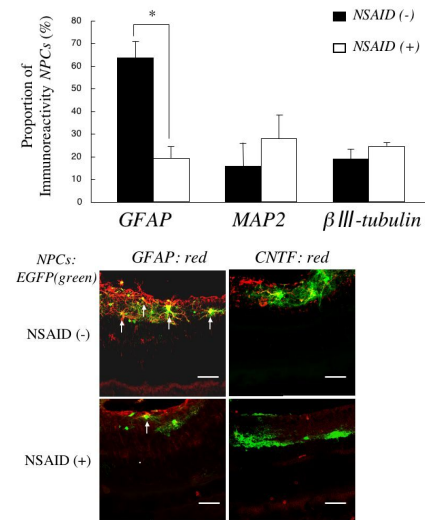 *
NSAID (-)
NSAID (+)
Proportion of
Immunoreactivity NPCs (%)
80
70
60
50
40
30
20
10
0
GFAP
MAP2
βIII-tubulin
NPCs:
EGFP(green)
GFAP: red
CNTF: red
NSAID (-)
NSAID (+)